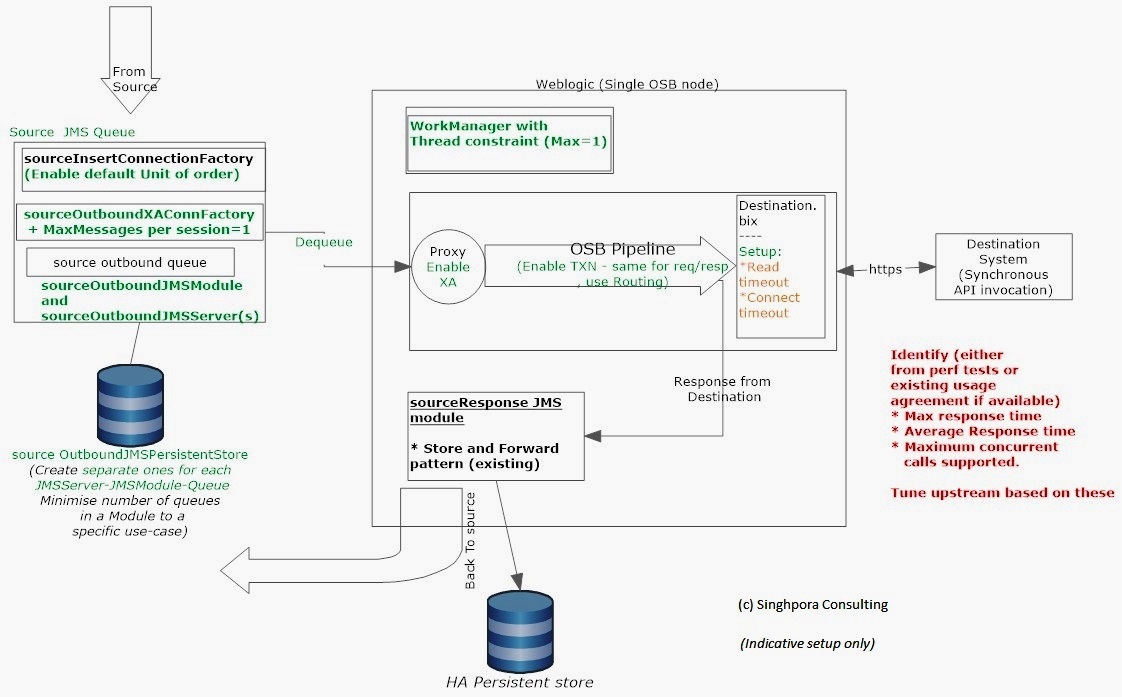 From
Source
Source JMS Queue
sourceInsertConnectionFactory
(Enable default Unit of order)
sourceOutboundXAConnFactory
+ MaxMessages per session=1
source outbound queue
sourceOutboundJMSModule
and
sourceOutboundJMSServer(s)
source OutboundJMSPersistentStore
(Create separate ones for each
JMSServer-JMSModule-Queue
Minimise number of queues
in a Module to a
specific use-case)
Dequeue
Weblogic (Single OSB node)
WorkManager with
Thread constraint (Max=1)
Proxy
Enable
XA
OSB Pipeline
(Enable TXN - same for req/resp
, use Routing)
Destination.
bix
----
Setup:
*Read
timeout
*Connect
timeout
https
Destination
System
(Synchronous
API invocation)
Response from
Destination
sourceResponse JMS
module
* Store and Forward
pattern (existing)
Back To source
HA Persistent store
Identify (either
from perf tests or
existing usage
agreement if available)
* Max response time
* Average Response time
* Maximum concurrent
calls supported.
Tune upstream based on these
(c) Singhpora Consulting
(Indicative setup only)